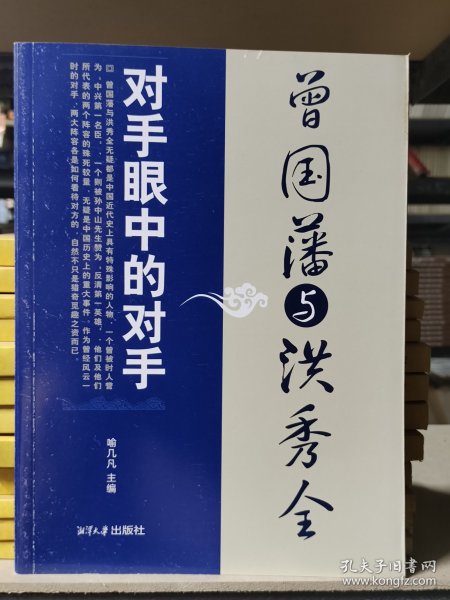 曾国藩与洪秀全
对手眼中的对手
回 曾国藩与洪秀全无疑都是中国近代史上具有特殊影响的人物，一个曾被时人誉
为“中兴第一名臣”，一个则被孙中山先生赞为“反清第一英雄”，他们及他们
所代表的两个阵容的殊死较量，无疑是中国历史上的重大事件。作为曾经风云一
时的对手，两大阵容各是如何看待对方的，自然不只是猎奇觅趣之资而已。
喻几凡 主编
湘潭大学 出版社
孔夫子旧书网
www.kongfz.com